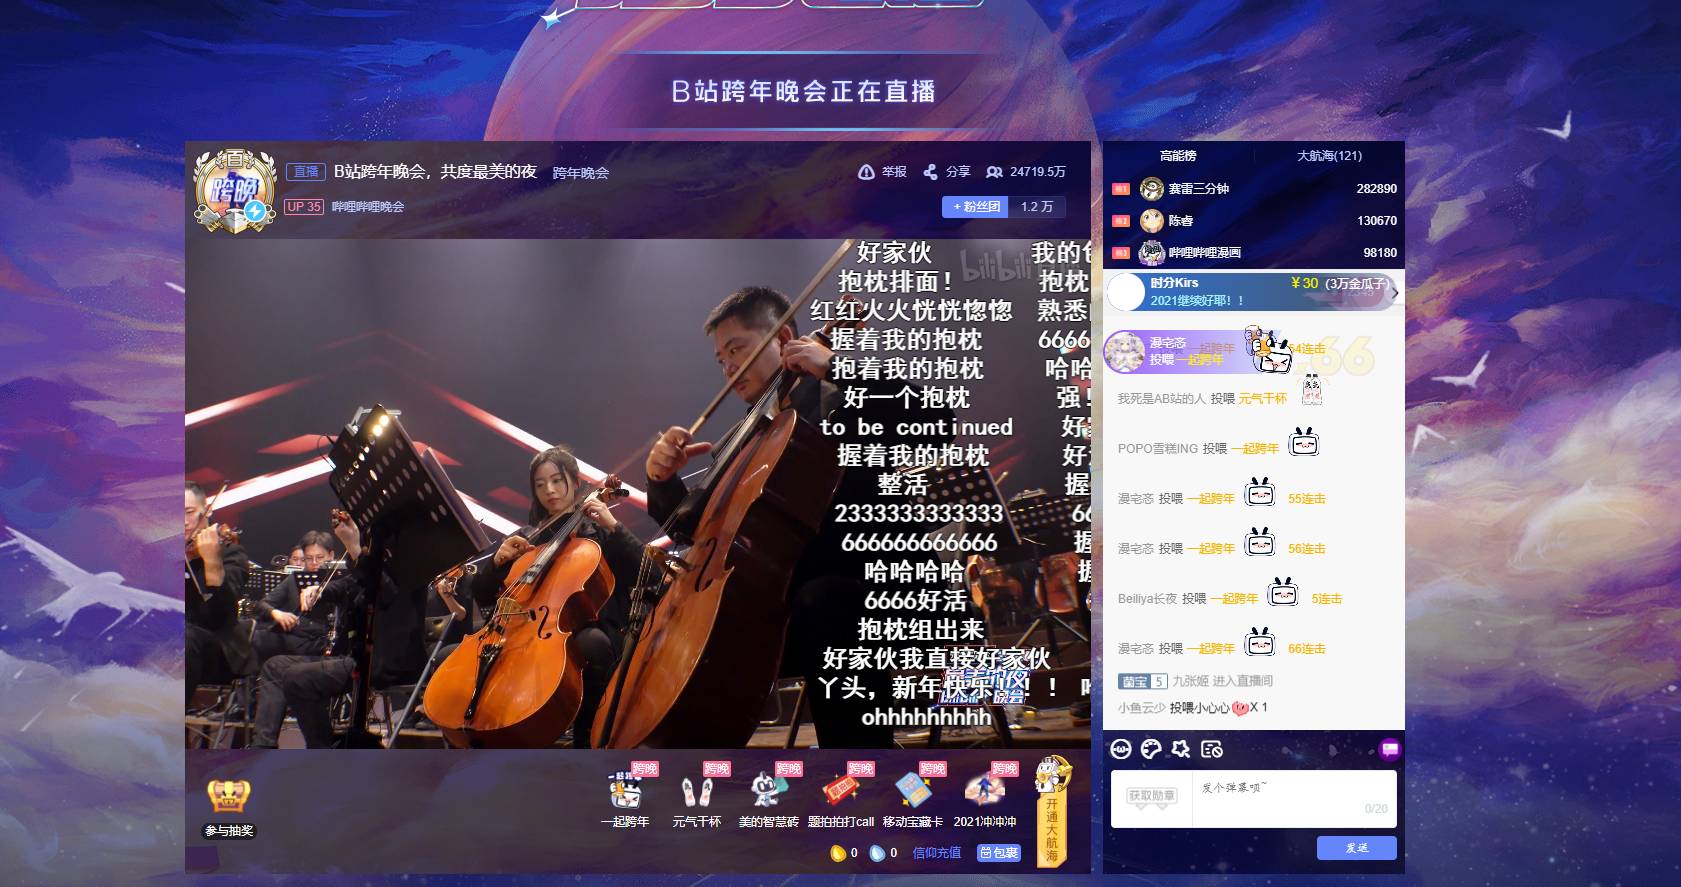 B站跨年晚会正在直播
百
跨晚
直播 B站跨年晚会，共度最美的夜 跨年晚会
举报 分享 24719.5万
UP 35 哔哩哔哩晚会
+ 粉丝团 1.2 万
bilibili
好家伙
抱枕排面！ 抱枕
红红火火恍恍惚惚
握着我的抱枕 6666
抱着我的抱枕 哈哈
好一个抱枕 强！
to be continued
握着我的抱枕
整活 握
2333333333333
666666666666
哈哈哈哈
6666好活
抱枕组出来
好家伙我直接好家伙
丫头，新年快乐！！！
ohhhhhhhhh
参与抽奖
跨晚 跨晚 跨晚 跨晚 跨晚 跨晚
一起跨年 元气干杯 美的智慧砖 题拍拍打call 移动宝藏卡 2021冲冲冲
0 0 信仰充值 包裹
开通大航海
高能榜 大航海(121)
赛雷三分钟 282890
陈睿 130670
哔哩哔哩漫画 98180
时分Kirs ￥30 (3万金瓜子)
2021继续好耶！！
漫宅忞
投喂 一起跨年 54连击
我死是AB站的人 投喂 元气干杯
POPO雪糕ING 投喂 一起跨年
漫宅忞 投喂 一起跨年 55连击
漫宅忞 投喂 一起跨年 56连击
Beiliya长夜 投喂 一起跨年 5连击
漫宅忞 投喂 一起跨年 66连击
菌宝 5 九张姬 进入直播间
小鱼云少 投喂小心心 X 1
获取勋章 发个弹幕呗~
0/20
发送